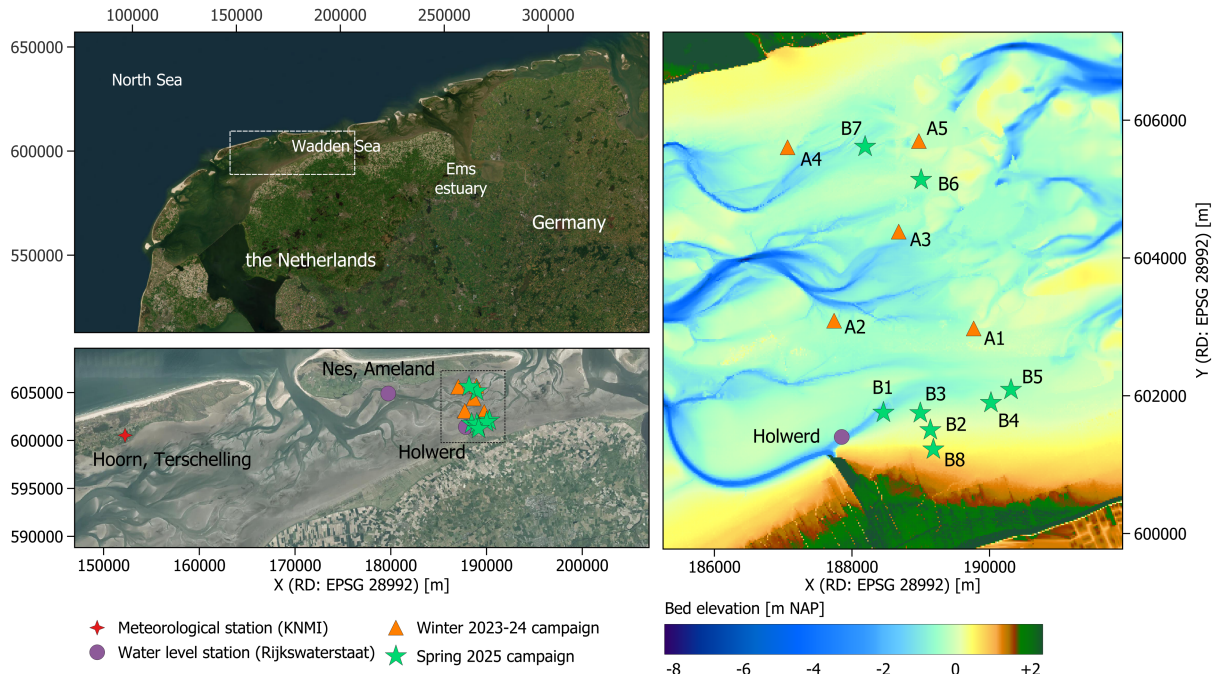 100000 150000 200000 250000 300000
650000
600000
550000
North Sea
Wadden Sea
Ems
estuary
Germany
the Netherlands
605000
600000
595000
590000
Nes, Ameland
Holwerd
Hoorn, Terschelling
150000 160000 170000 180000 190000 200000
X (RD: EPSG 28992) [m]
Meteorological station (KNMI)
Water level station (Rijkswaterstaat)
Winter 2023-24 campaign
Spring 2025 campaign
B7
A5
A4
B6
A3
A2
A1
B5
B1
B3
B4
B2
Holwerd
B8
606000
604000
602000
600000
Y (RD: EPSG 28992) [m]
186000 188000 190000
X (RD: EPSG 28992) [m]
Bed elevation [m NAP]
-8 -6 -4 -2 0 +2